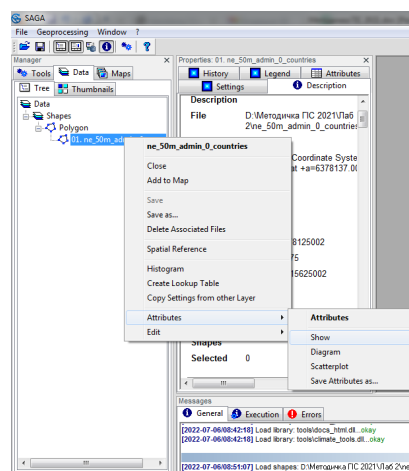 SAGA
File Geoprocessing Window ?
Manager
Tools Data Maps
Tree Thumbnails
Data
Shapes
Polygon
01. ne_50m_adm
Properties: 01. ne_50m_admin_0_countries
History Legend Attributes
Settings Description
Description
File D:\Методичка ПС 2021\Лаб
2\ne_50m_admin_0_countries
Coordinate Syste
at +a=6378137.00
8125002
75
15625002
Shapes
Selected 0
ne_50m_admin_0_countries
Close
Add to Map
Save
Save as...
Delete Associated Files
Spatial Reference
Histogram
Create Lookup Table
Copy Settings from other Layer
Attributes
Edit
Attributes
Show
Diagram
Scatterplot
Save Attributes as...
Messages
General Execution Errors
[2022-07-06/08:42:18] Load library: tools\docs_html.dll...okay
[2022-07-06/08:42:18] Load library: tools\climate_tools.dll...okay
[2022-07-06/08:51:07] Load shapes: D:\Методичка ПС 2021\Лаб 2\ne